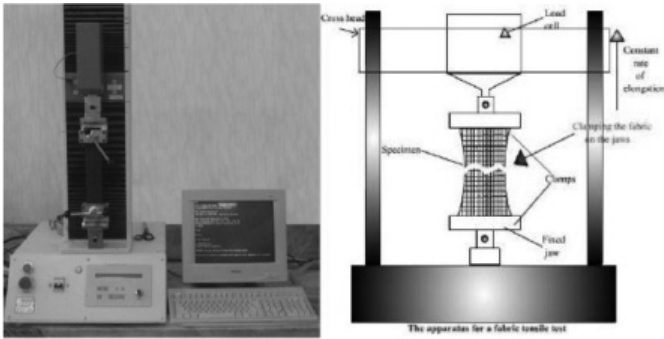 Cross head
Load
cell
Constant
rate
of
elongation
Clamping the fabric
on the jaws
Specimen
Clamps
Fixed
jaw
The apparatus for a fabric tensile test